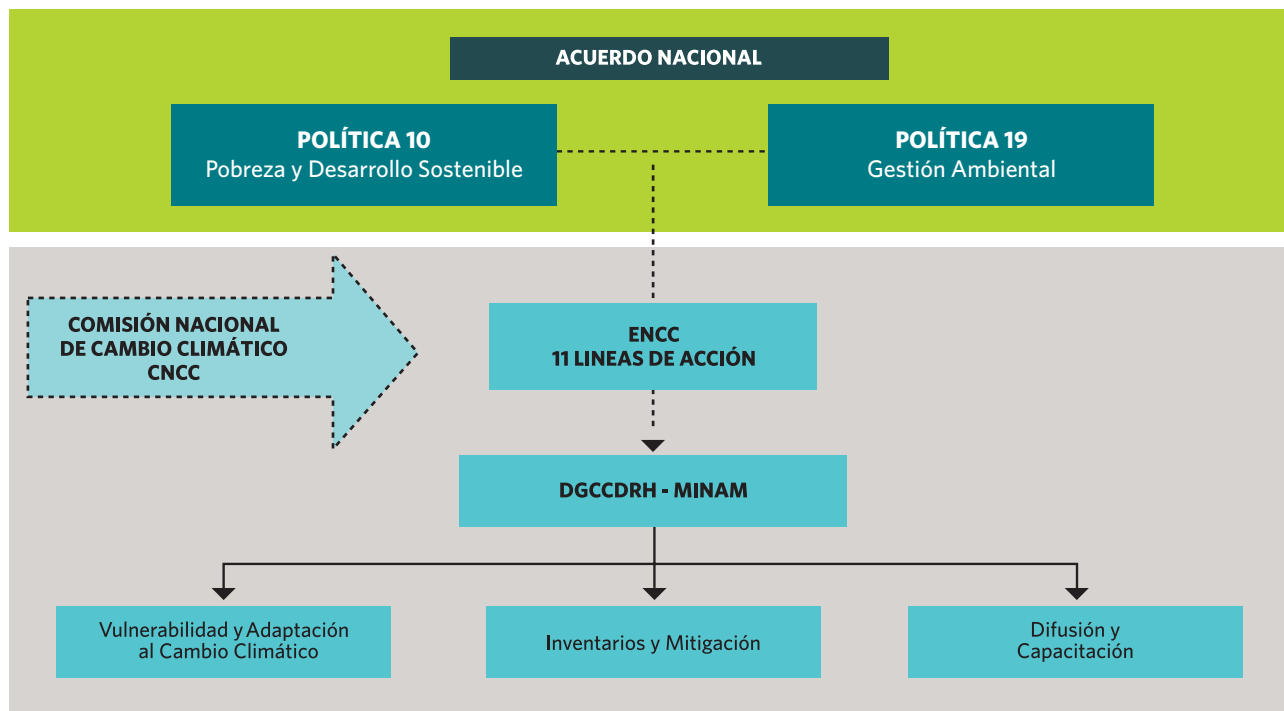 ACUERDO NACIONAL
POLÍTICA 10
Pobreza y Desarrollo Sostenible
POLÍTICA 19
Gestión Ambiental
COMISIÓN NACIONAL
DE CAMBIO CLIMÁTICO
CNCC
ENCC
11 LINEAS DE ACCIÓN
DGCCDRH - MINAM
Vulnerabilidad y Adaptación
al Cambio Climático
Inventarios y Mitigación
Difusión y
Capacitación